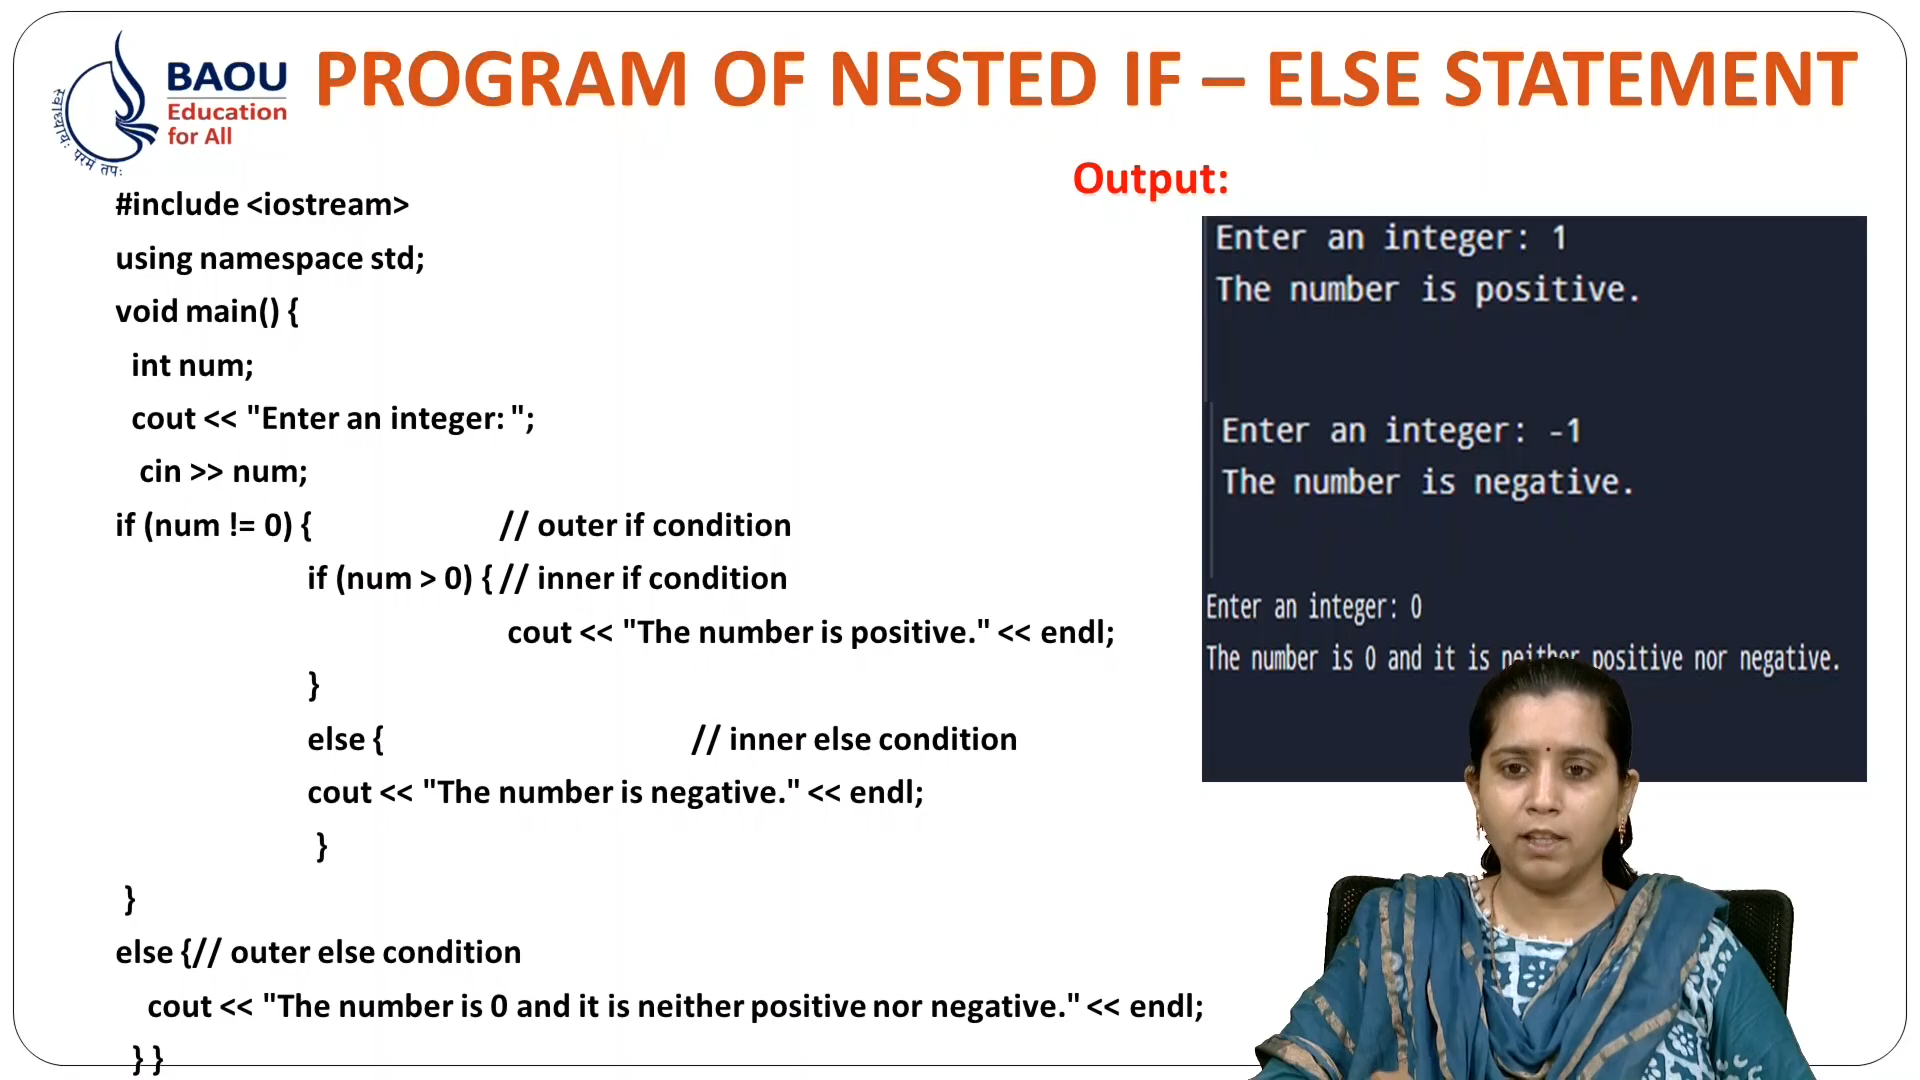 BAOU
Education
for All
स्वाध्यायः परमं तपः
PROGRAM OF NESTED IF – ELSE STATEMENT
#include <iostream>
using namespace std;
void main() {
int num;
cout << "Enter an integer: ";
cin >> num;
if (num != 0) { // outer if condition
if (num > 0) { // inner if condition
cout << "The number is positive." << endl;
}
else { // inner else condition
cout << "The number is negative." << endl;
}
}
else {// outer else condition
cout << "The number is 0 and it is neither positive nor negative." << endl;
} }
Output:
Enter an integer: 1
The number is positive.
Enter an integer: -1
The number is negative.
Enter an integer: 0
The number is 0 and it is neither positive nor negative.